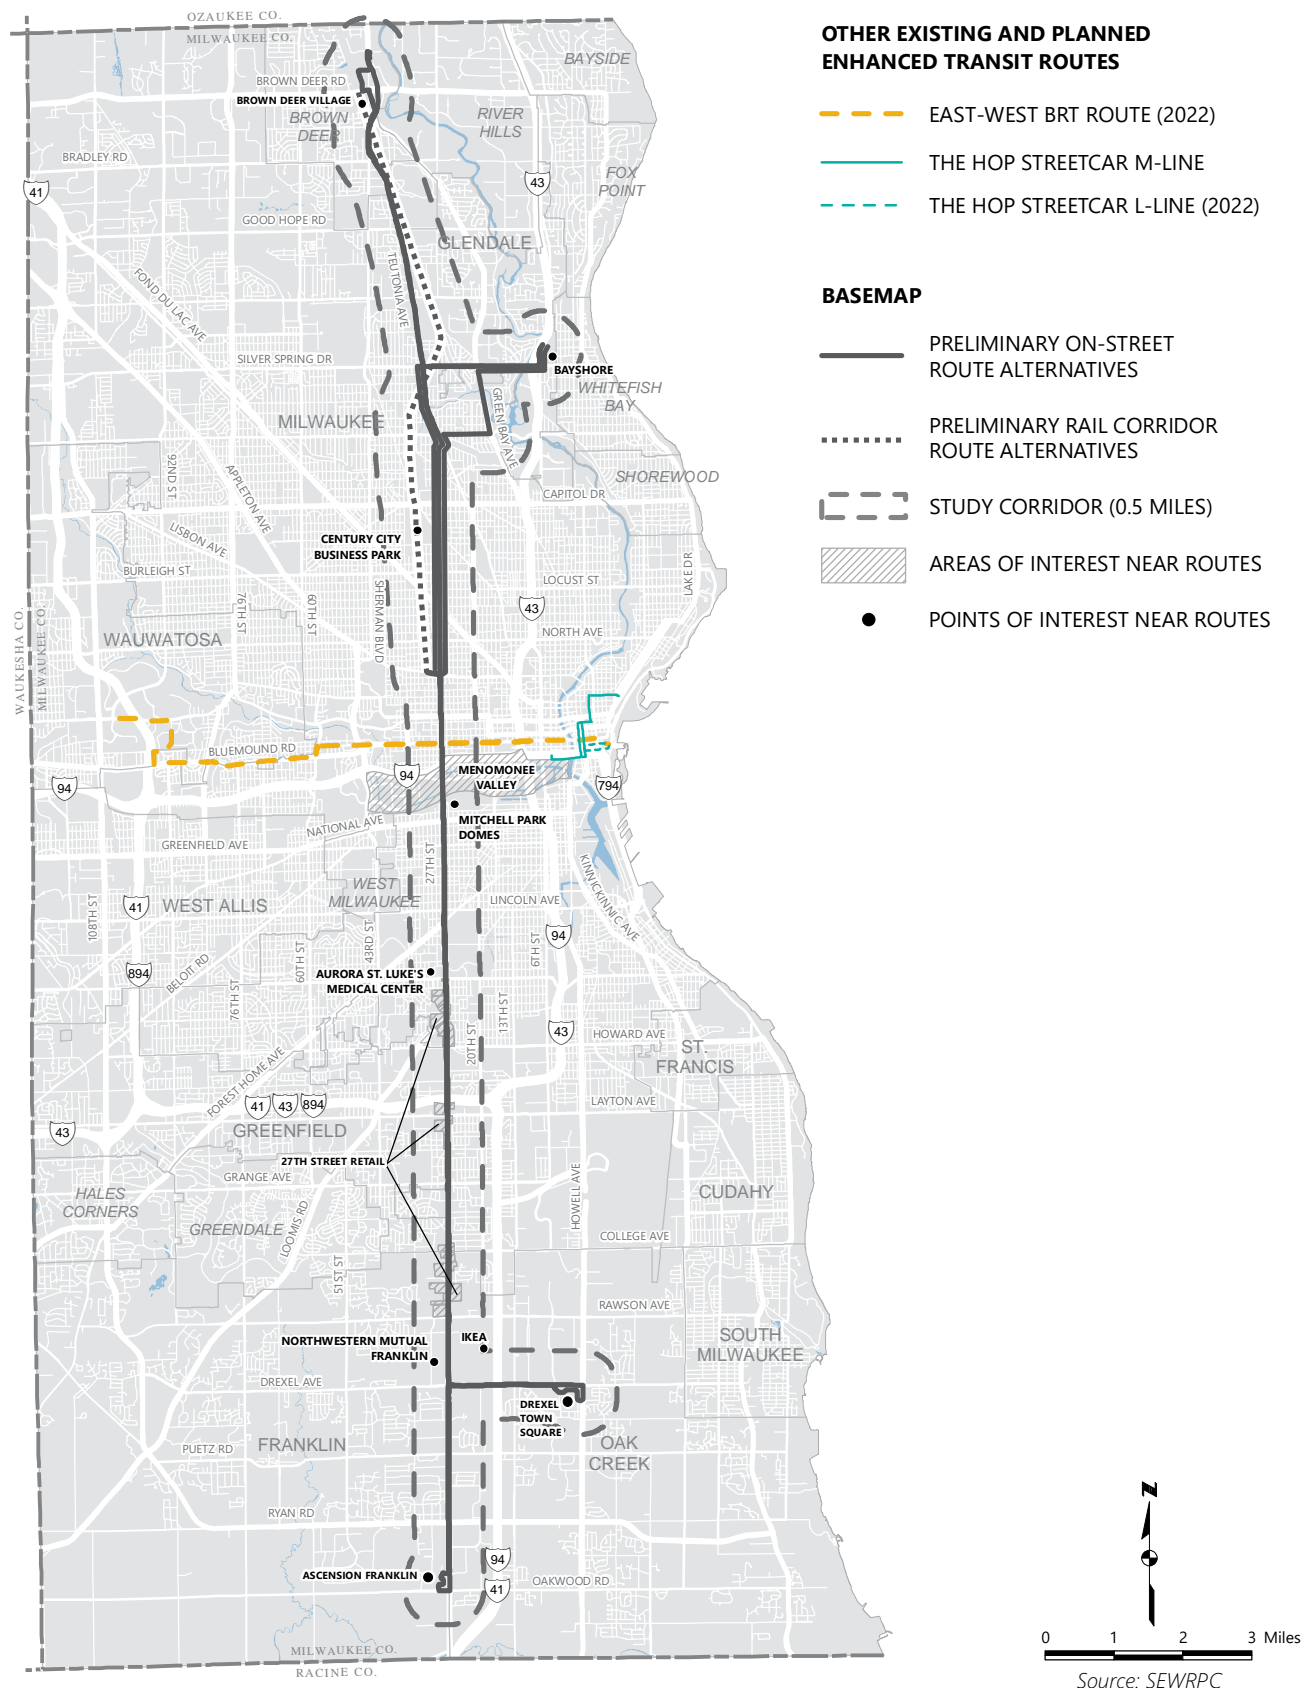 OZAUKEE CO.
MILWAUKEE CO.
BAYSIDE
BROWN DEER RD
BROWN DEER VILLAGE
BROWN
DEER
RIVER
HILLS
BRADLEY RD
FOX
POINT
41
43
GOOD HOPE RD
GLENDALE
TEUTONIA AVE
FOND DU LAC AVE
SILVER SPRING DR
BAYSHORE
WHITEFISH
BAY
GREEN BAY AVE
MILWAUKEE
92ND ST
APPLETON AVE
SHOREWOOD
CAPITOL DR
LISBON AVE
CENTURY CITY
BUSINESS PARK
BURLEIGH ST
LOCUST ST
LAKE DR
76TH ST
60TH ST
SHERMAN BLVD
43
NORTH AVE
WAUWATOSA
WAUKESHA CO.
MILWAUKEE CO.
BLUEMOUND RD
94
94
MENOMONEE
VALLEY
794
MITCHELL PARK
DOMES
NATIONAL AVE
GREENFIELD AVE
27TH ST
KINNICKINNIC AVE
WEST
MILWAUKEE
WEST ALLIS
LINCOLN AVE
108TH ST
41
43RD ST
60TH ST
6TH ST
94
894
BELOIT RD
76TH ST
AURORA ST. LUKE'S
MEDICAL CENTER
13TH ST
20TH ST
43
HOWARD AVE
ST.
FRANCIS
FOREST HOME AVE
41
43
894
LAYTON AVE
43
GREENFIELD
27TH STREET RETAIL
GRANGE AVE
HALES
CORNERS
GREENDALE
LOOMIS RD
HOWELL AVE
CUDAHY
COLLEGE AVE
51ST ST
RAWSON AVE
NORTHWESTERN MUTUAL
FRANKLIN
IKEA
SOUTH
MILWAUKEE
DREXEL AVE
DREXEL
TOWN
SQUARE
FRANKLIN
PUETZ RD
OAK
CREEK
RYAN RD
94
ASCENSION FRANKLIN
41
OAKWOOD RD
MILWAUKEE CO.
RACINE CO.
OTHER EXISTING AND PLANNED
ENHANCED TRANSIT ROUTES
EAST-WEST BRT ROUTE (2022)
THE HOP STREETCAR M-LINE
THE HOP STREETCAR L-LINE (2022)
BASEMAP
PRELIMINARY ON-STREET
ROUTE ALTERNATIVES
PRELIMINARY RAIL CORRIDOR
ROUTE ALTERNATIVES
STUDY CORRIDOR (0.5 MILES)
AREAS OF INTEREST NEAR ROUTES
POINTS OF INTEREST NEAR ROUTES
N
0 1 2 3 Miles
Source: SEWRPC